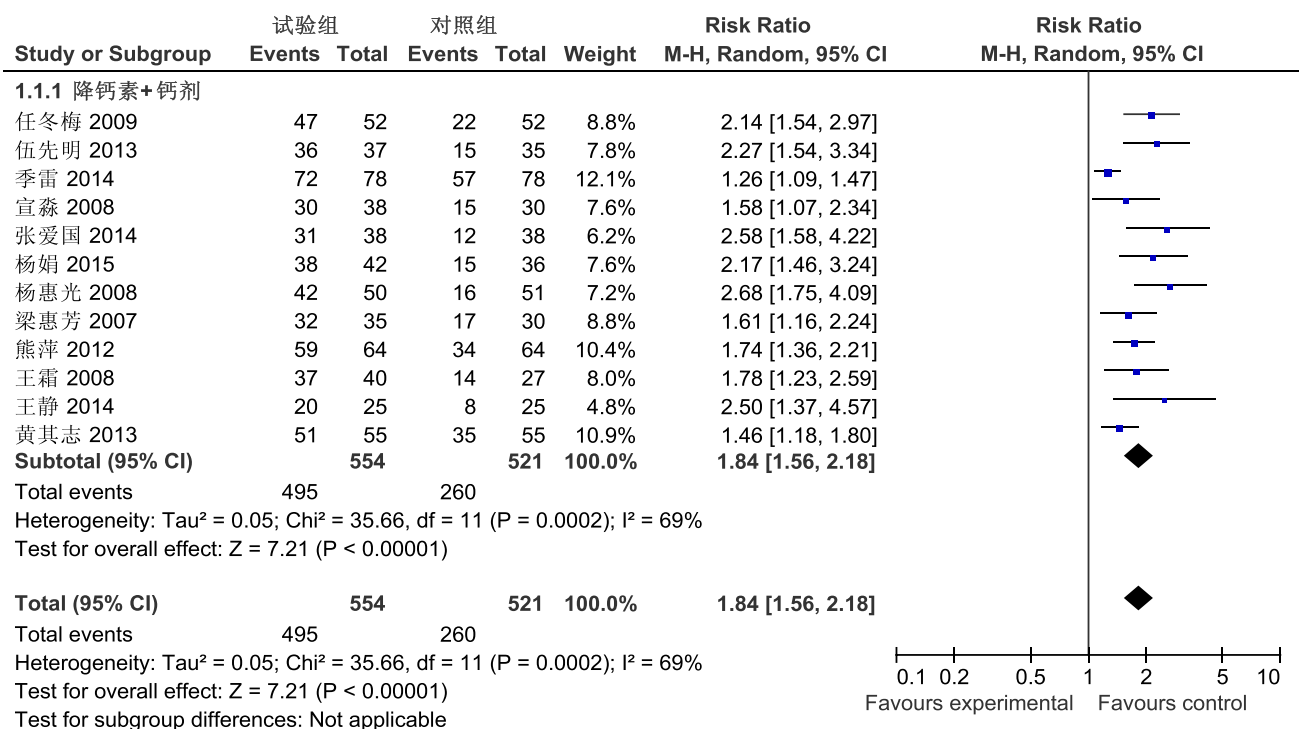 试验组 对照组 Risk Ratio Risk Ratio
Study or Subgroup Events Total Events Total Weight M-H, Random, 95% CI M-H, Random, 95% CI
1.1.1 降钙素+钙剂
任冬梅 2009 47 52 22 52 8.8% 2.14 [1.54, 2.97]
伍先明 2013 36 37 15 35 7.8% 2.27 [1.54, 3.34]
季雷 2014 72 78 57 78 12.1% 1.26 [1.09, 1.47]
宣淼 2008 30 38 15 30 7.6% 1.58 [1.07, 2.34]
张爱国 2014 31 38 12 38 6.2% 2.58 [1.58, 4.22]
杨娟 2015 38 42 15 36 7.6% 2.17 [1.46, 3.24]
杨惠光 2008 42 50 16 51 7.2% 2.68 [1.75, 4.09]
梁惠芳 2007 32 35 17 30 8.8% 1.61 [1.16, 2.24]
熊萍 2012 59 64 34 64 10.4% 1.74 [1.36, 2.21]
王霜 2008 37 40 14 27 8.0% 1.78 [1.23, 2.59]
王静 2014 20 25 8 25 4.8% 2.50 [1.37, 4.57]
黄其志 2013 51 55 35 55 10.9% 1.46 [1.18, 1.80]
Subtotal (95% CI) 554 521 100.0% 1.84 [1.56, 2.18]
Total events 495 260
Heterogeneity: Tau² = 0.05; Chi² = 35.66, df = 11 (P = 0.0002); I² = 69%
Test for overall effect: Z = 7.21 (P < 0.00001)
Total (95% CI) 554 521 100.0% 1.84 [1.56, 2.18]
Total events 495 260
Heterogeneity: Tau² = 0.05; Chi² = 35.66, df = 11 (P = 0.0002); I² = 69%
Test for overall effect: Z = 7.21 (P < 0.00001)
Test for subgroup differences: Not applicable
0.1 0.2 0.5 1 2 5 10
Favours experimental Favours control